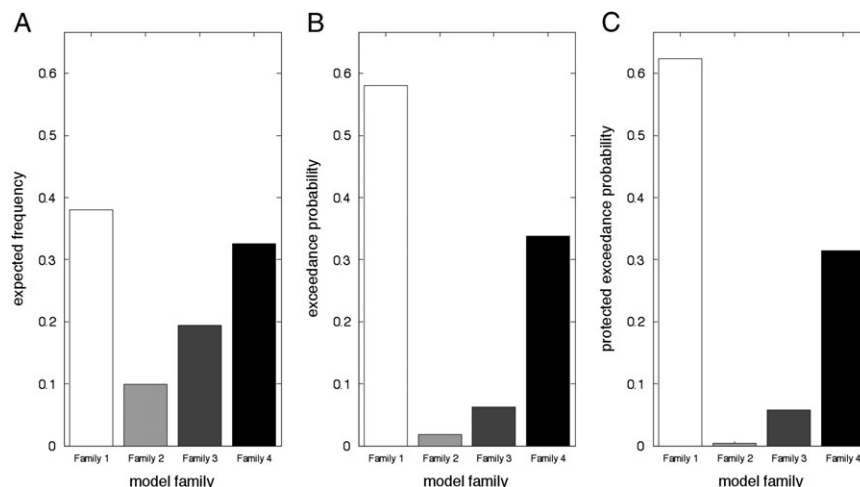 A
B
C
expected frequency
0.6
0.5
0.4
0.3
0.2
0.1
0
Family 1 Family 2 Family 3 Family 4
model family
exceedance probability
0.6
0.5
0.4
0.3
0.2
0.1
0
Family 1 Family 2 Family 3 Family 4
model family
protected exceedance probability
0.6
0.5
0.4
0.3
0.2
0.1
0
Family 1 Family 2 Family 3 Family 4
model family